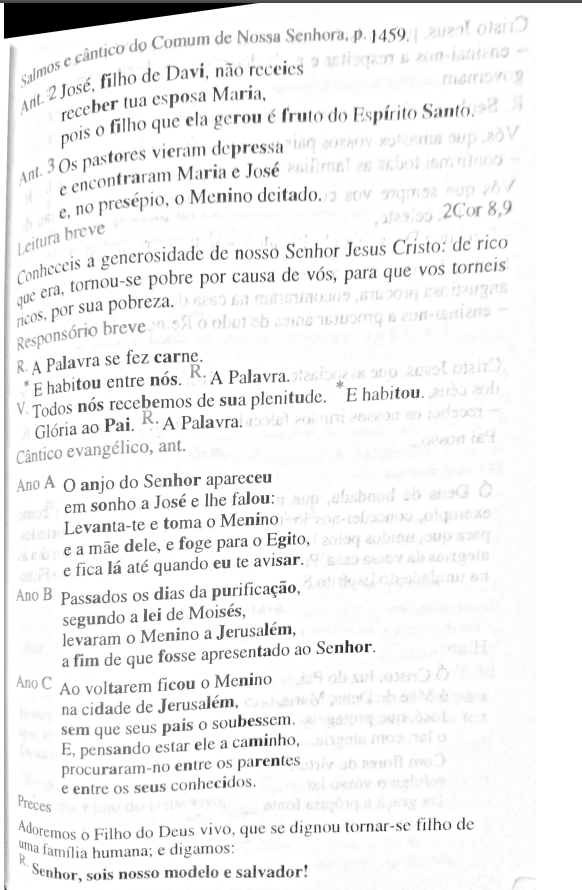 Salmos e cântico do Comum de Nossa Senhora, p. 1459.
Ant. 2 José, filho de Davi, não receies
receber tua esposa Maria,
pois o filho que ela gerou é fruto do Espírito Santo.
Ant. 3 Os pastores vieram depressa
e encontraram Maria e José
e, no presépio, o Menino deitado.
Leitura breve 2Cor 8,9
Conheceis a generosidade de nosso Senhor Jesus Cristo: de rico
que era, tornou-se pobre por causa de vós, para que vos torneis
ricos, por sua pobreza.
Responsório breve
R. A Palavra se fez carne.
* E habitou entre nós. R. A Palavra.
V. Todos nós recebemos de sua plenitude. * E habitou.
Glória ao Pai. R. A Palavra.
Cântico evangélico, ant.
Ano A O anjo do Senhor apareceu
em sonho a José e lhe falou:
Levanta-te e toma o Menino
e a mãe dele, e foge para o Egito,
e fica lá até quando eu te avisar.
Ano B Passados os dias da purificação,
segundo a lei de Moisés,
levaram o Menino a Jerusalém,
a fim de que fosse apresentado ao Senhor.
Ano C Ao voltarem ficou o Menino
na cidade de Jerusalém,
sem que seus pais o soubessem.
E, pensando estar ele a caminho,
procuraram-no entre os parentes
e entre os seus conhecidos.
Preces
Adoremos o Filho do Deus vivo, que se dignou tornar-se filho de
uma família humana; e digamos:
R. Senhor, sois nosso modelo e salvador!